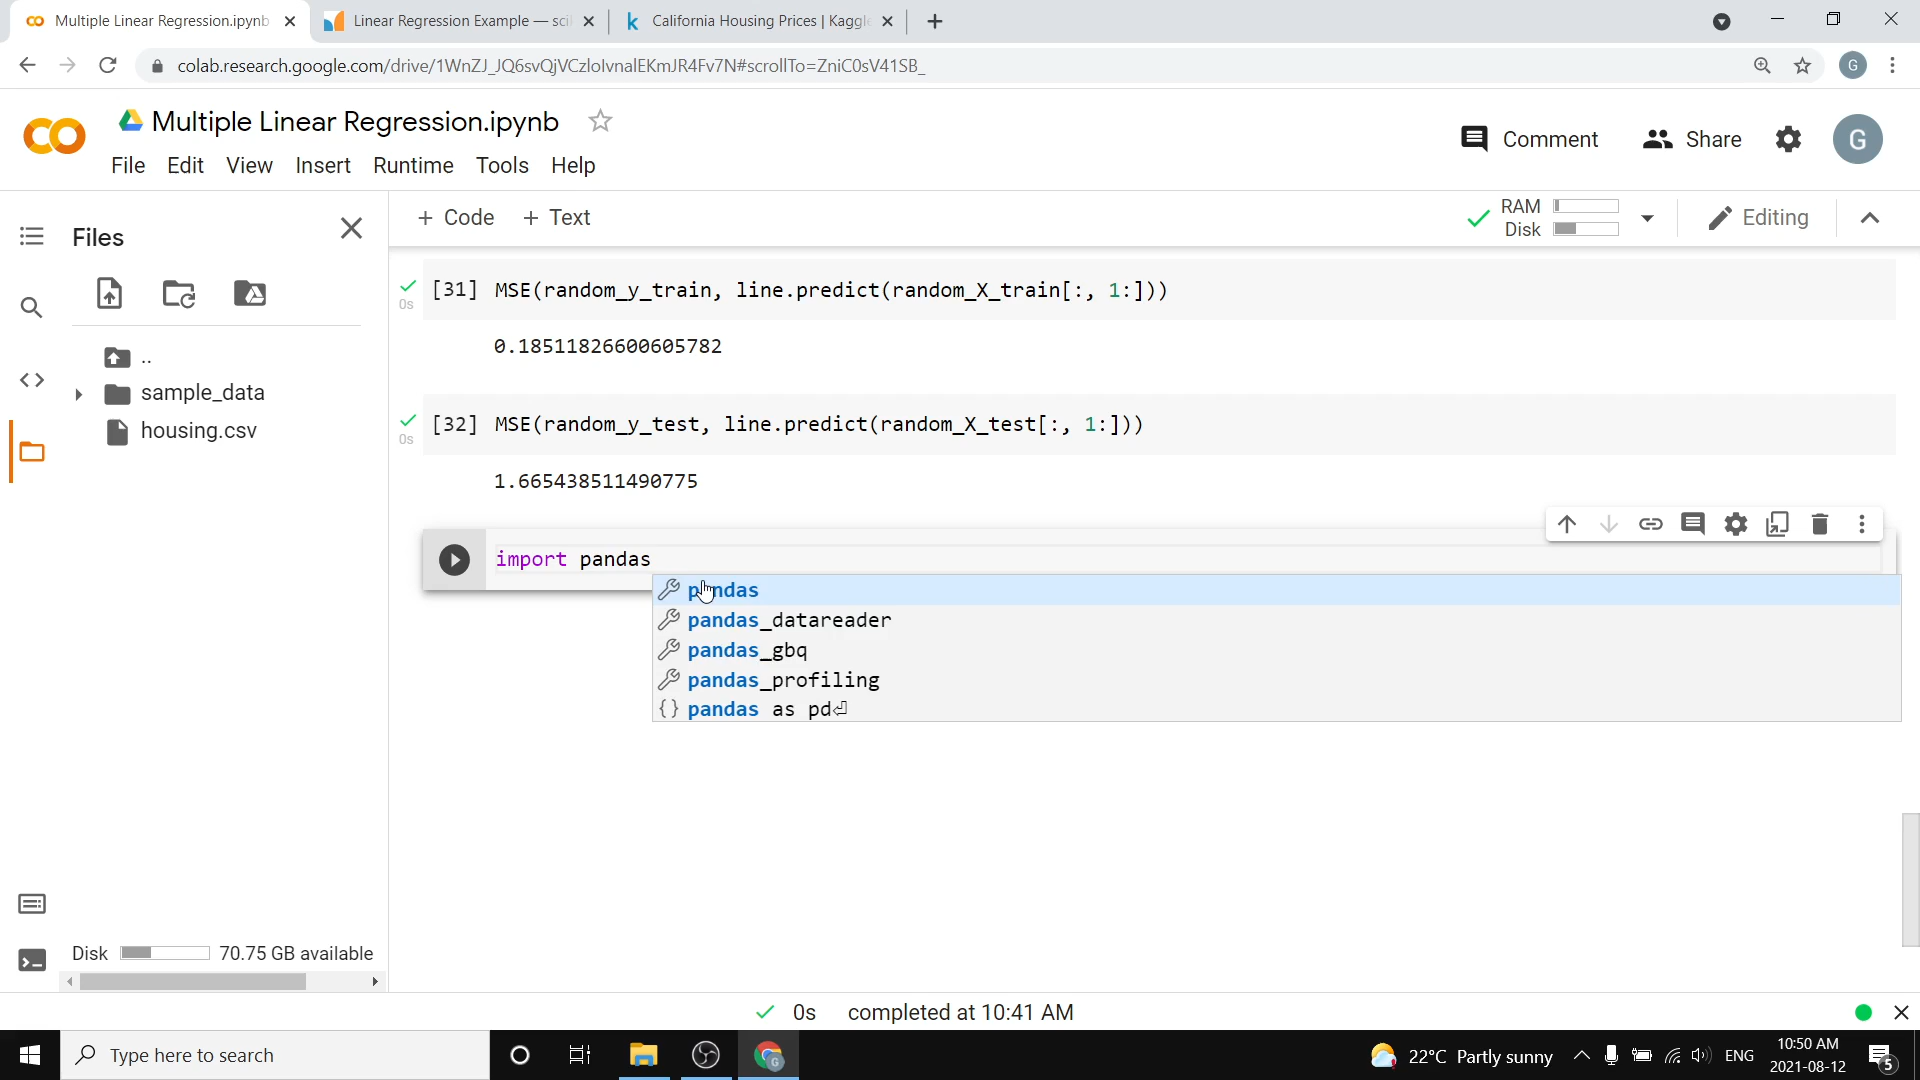 Multiple Linear Regression.ipynb
Linear Regression Example — sci
California Housing Prices | Kaggle
colab.research.google.com/drive/1WnZJ_JQ6svQjVCzloIvnalEKmJR4Fv7N#scrollTo=ZniC0sV41SB_
G
Multiple Linear Regression.ipynb
File Edit View Insert Runtime Tools Help
Comment
Share
G
Files
+ Code + Text
RAM
Disk
Editing
..
sample_data
housing.csv
0s
[31] MSE(random_y_train, line.predict(random_X_train[:, 1:]))
0.18511826600605782
0s
[32] MSE(random_y_test, line.predict(random_X_test[:, 1:]))
1.665438511490775
import pandas
pandas
pandas_datareader
pandas_gbq
pandas_profiling
{} pandas as pd
Disk
70.75 GB available
0s completed at 10:41 AM
Type here to search
G
22°C Partly sunny
ENG
10:50 AM
2021-08-12
5